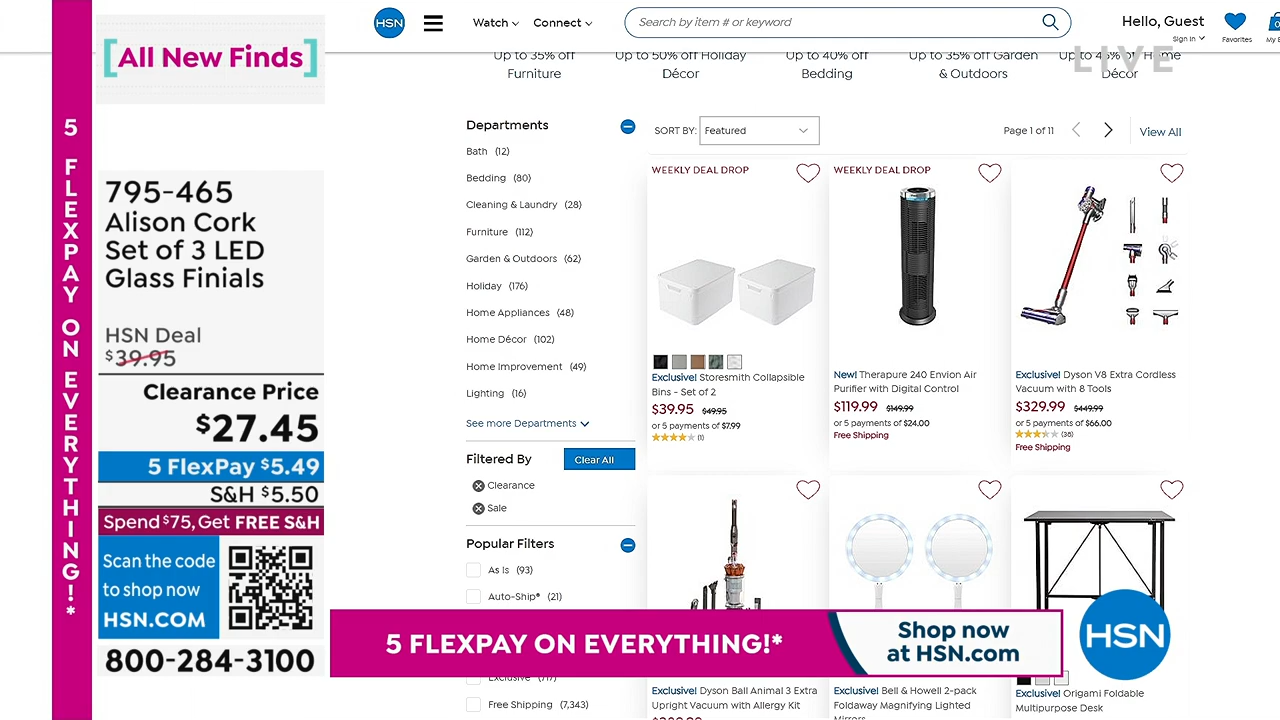 5 FLEXPAY ON EVERYTHING!*
[All New Finds]
795-465
Alison Cork
Set of 3 LED
Glass Finials
HSN Deal
$39.95
Clearance Price
$27.45
5 FlexPay $5.49
S&H $5.50
Spend $75, Get FREE S&H
Scan the code
to shop now
HSN.COM
800-284-3100
HSN
Watch
Connect
Search by item # or keyword
Hello, Guest
Sign In
Favorites
LIVE
Up to 35% off
Furniture
Up to 50% off Holiday
Décor
Up to 40% off
Bedding
Up to 35% off Garden
& Outdoors
Up to 45% off Home
Décor
Departments
Bath (12)
Bedding (80)
Cleaning & Laundry (28)
Furniture (112)
Garden & Outdoors (62)
Holiday (176)
Home Appliances (48)
Home Décor (102)
Home Improvement (49)
Lighting (16)
See more Departments
Filtered By
Clear All
Clearance
Sale
Popular Filters
As Is (93)
Auto-Ship® (21)
Free Shipping (7,343)
SORT BY: Featured
Page 1 of 11
View All
WEEKLY DEAL DROP
Exclusive! Storesmith Collapsible
Bins - Set of 2
$39.95 $49.95
or 5 payments of $7.99
(1)
WEEKLY DEAL DROP
New! Therapure 240 Envion Air
Purifier with Digital Control
$119.99 $149.99
or 5 payments of $24.00
Free Shipping
Exclusive! Dyson V8 Extra Cordless
Vacuum with 8 Tools
$329.99 $449.99
or 5 payments of $66.00
(36)
Free Shipping
Exclusive! Dyson Ball Animal 3 Extra
Upright Vacuum with Allergy Kit
Exclusive! Bell & Howell 2-pack
Foldaway Magnifying Lighted
Mirrors
Exclusive! Origami Foldable
Multipurpose Desk
5 FLEXPAY ON EVERYTHING!*
Shop now
at HSN.com
HSN